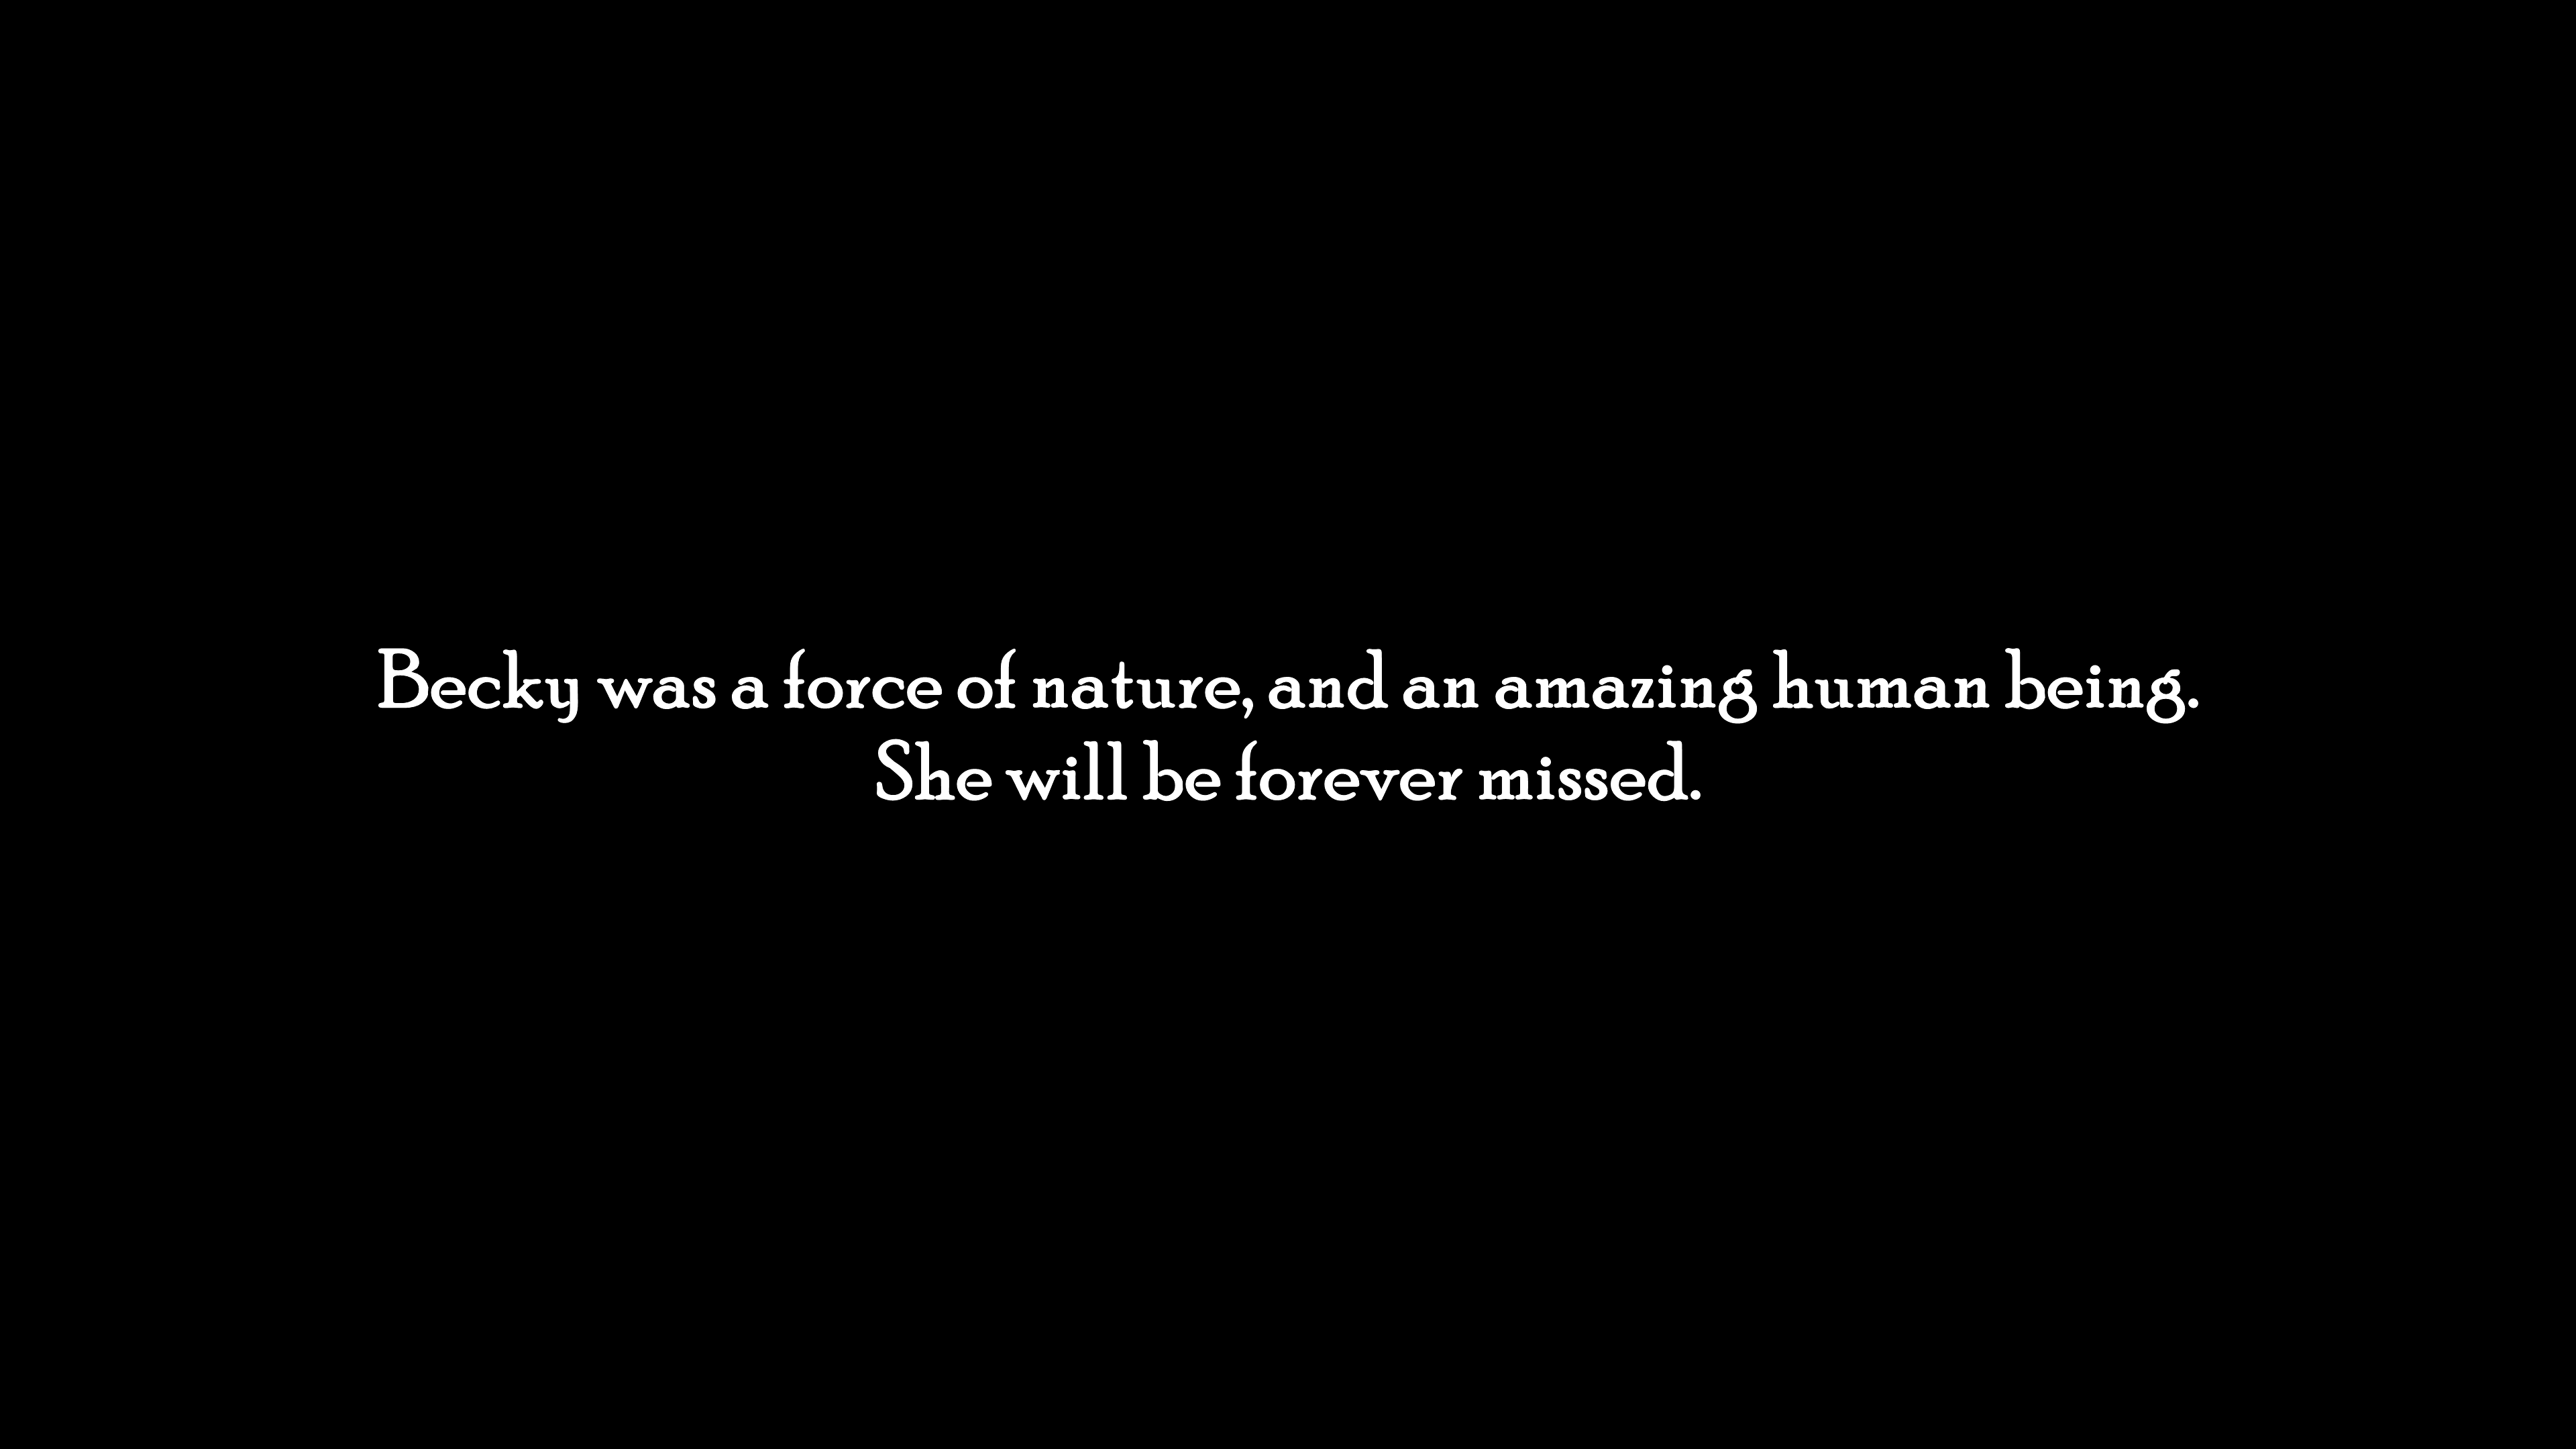 Becky was a force of nature, and an amazing human being.
She will be forever missed.